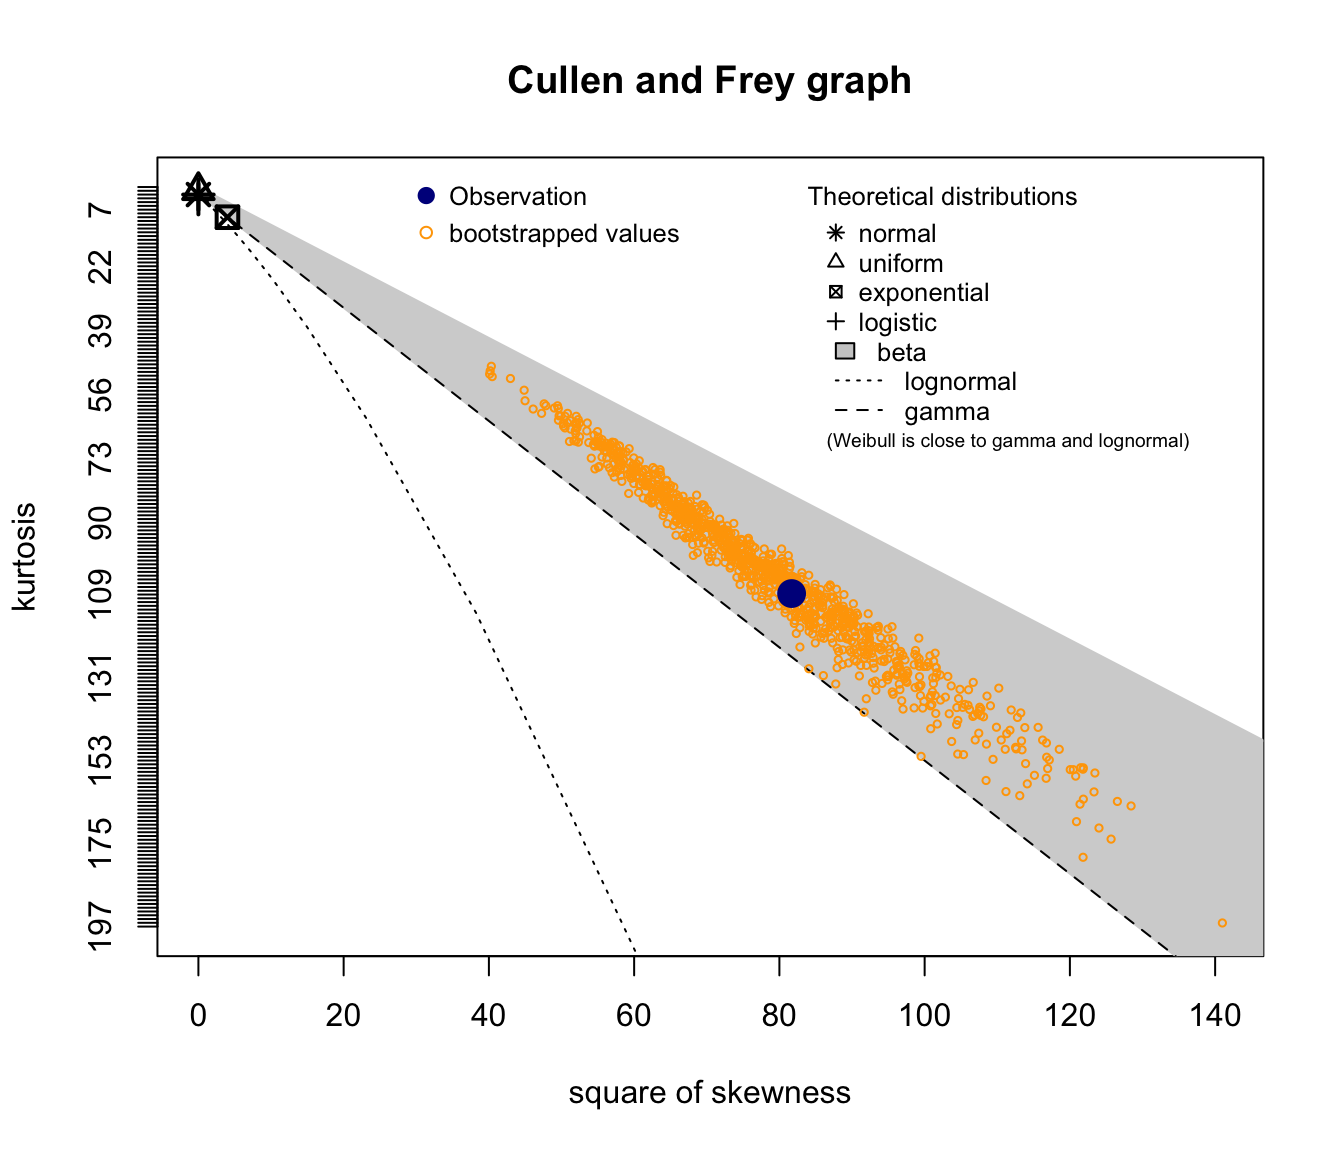 Cullen and Frey graph
Observation
bootstrapped values
Theoretical distributions
normal
uniform
exponential
logistic
beta
lognormal
gamma
(Weibull is close to gamma and lognormal)
kurtosis
7
22
39
56
73
90
109
131
153
175
197
0 20 40 60 80 100 120 140
square of skewness